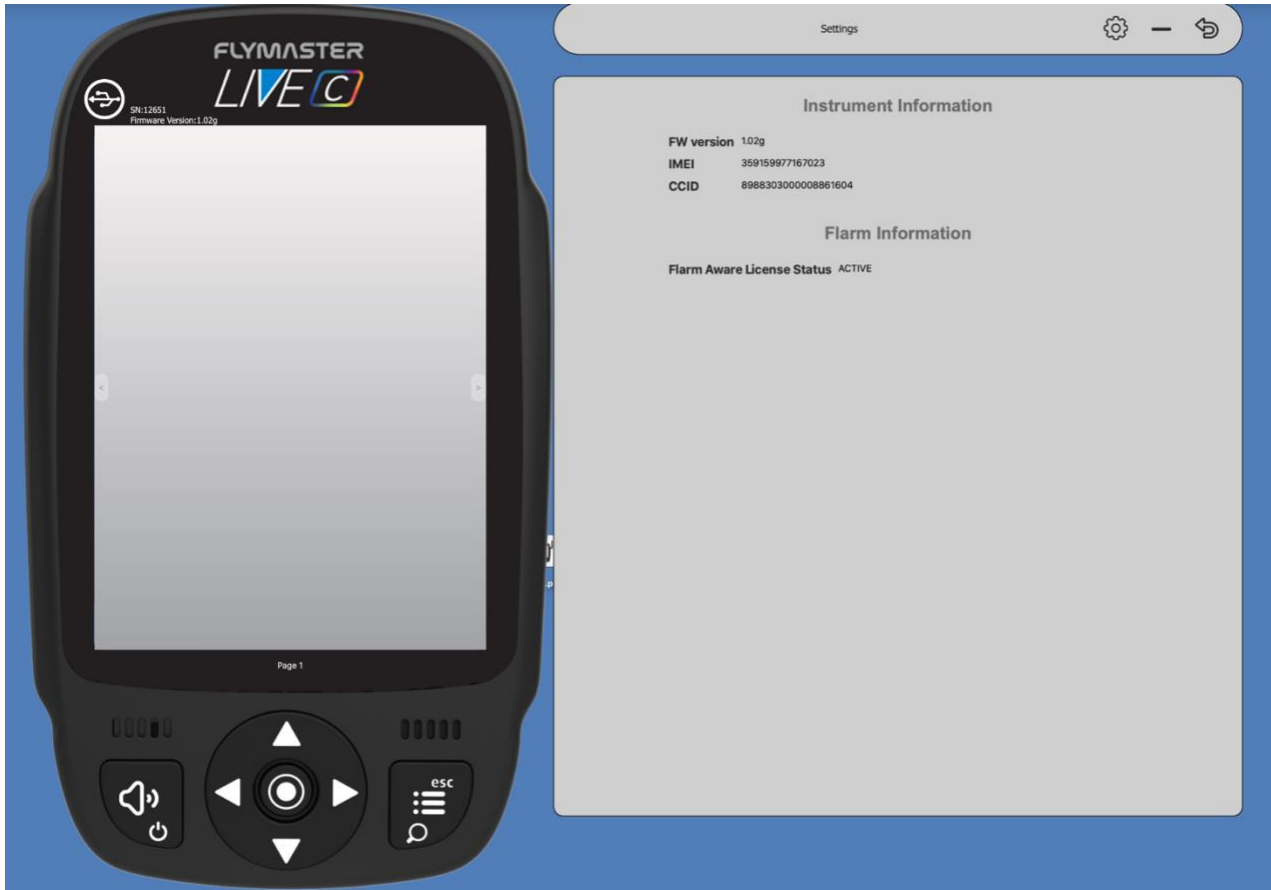 FLYMASTER
LIVE C
SN:12651
Firmware Version:1.02g
<
>
Page 1
esc
Settings
Instrument Information
FW version 1.02g
IMEI 359159977167023
CCID 8988303000008861604
Flarm Information
Flarm Aware License Status ACTIVE